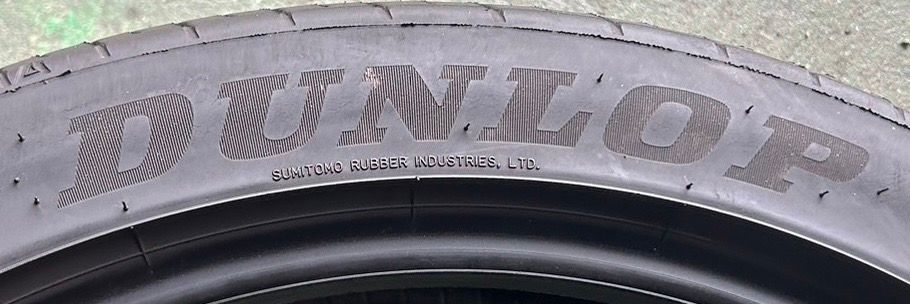 DUNLOP
SUMITOMO RUBBER INDUSTRIES, LTD.